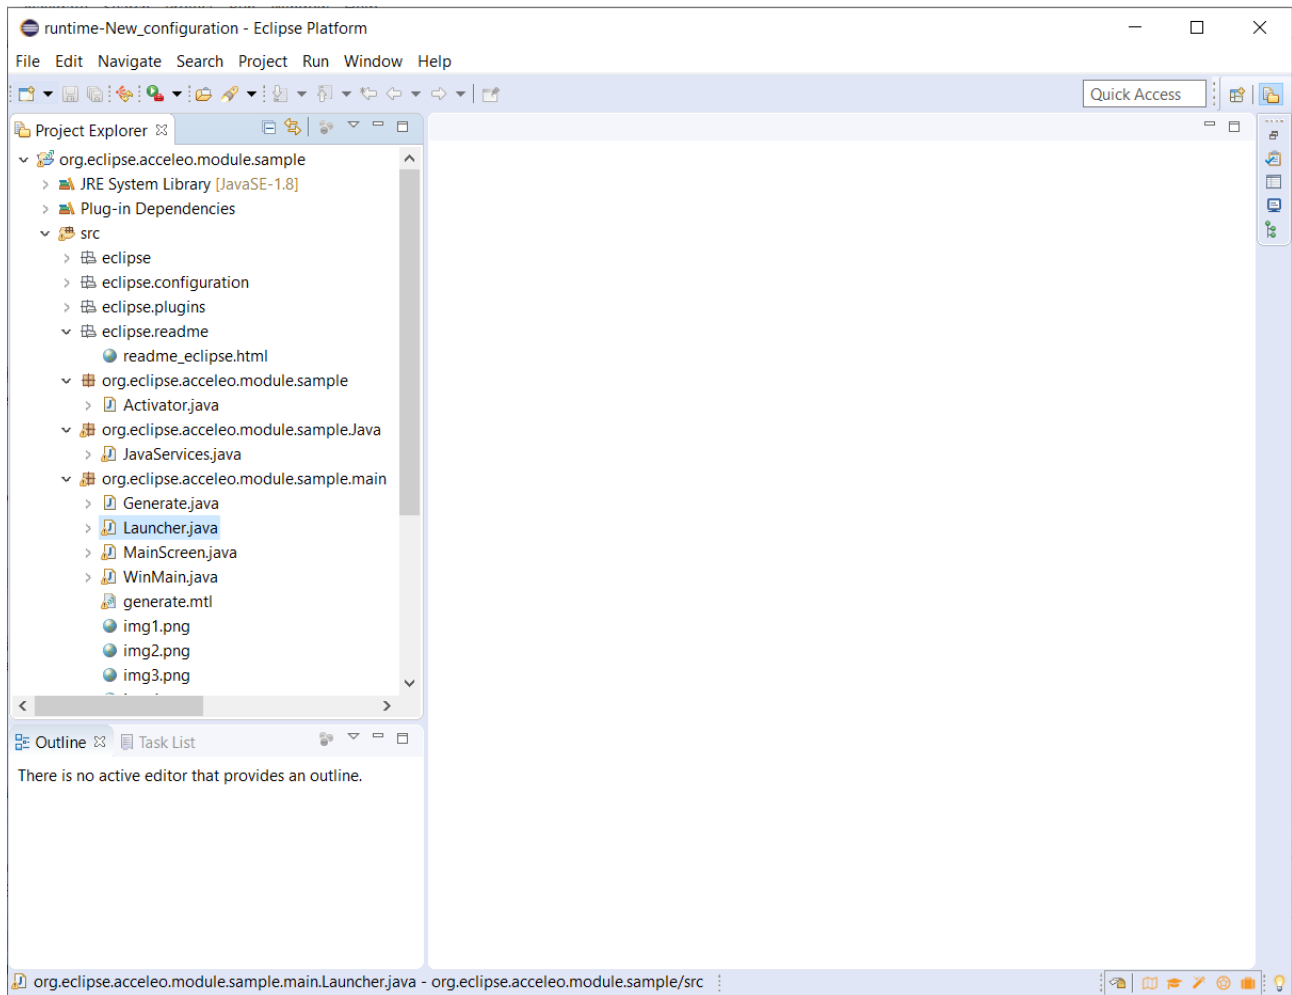 runtime-New_configuration - Eclipse Platform
File Edit Navigate Search Project Run Window Help
Quick Access
Project Explorer
org.eclipse.acceleo.module.sample
JRE System Library [JavaSE-1.8]
Plug-in Dependencies
src
eclipse
eclipse.configuration
eclipse.plugins
eclipse.readme
readme_eclipse.html
org.eclipse.acceleo.module.sample
Activator.java
org.eclipse.acceleo.module.sample.Java
JavaServices.java
org.eclipse.acceleo.module.sample.main
Generate.java
Launcher.java
MainScreen.java
WinMain.java
generate.mtl
img1.png
img2.png
img3.png
Outline Task List
There is no active editor that provides an outline.
org.eclipse.acceleo.module.sample.main.Launcher.java - org.eclipse.acceleo.module.sample/src